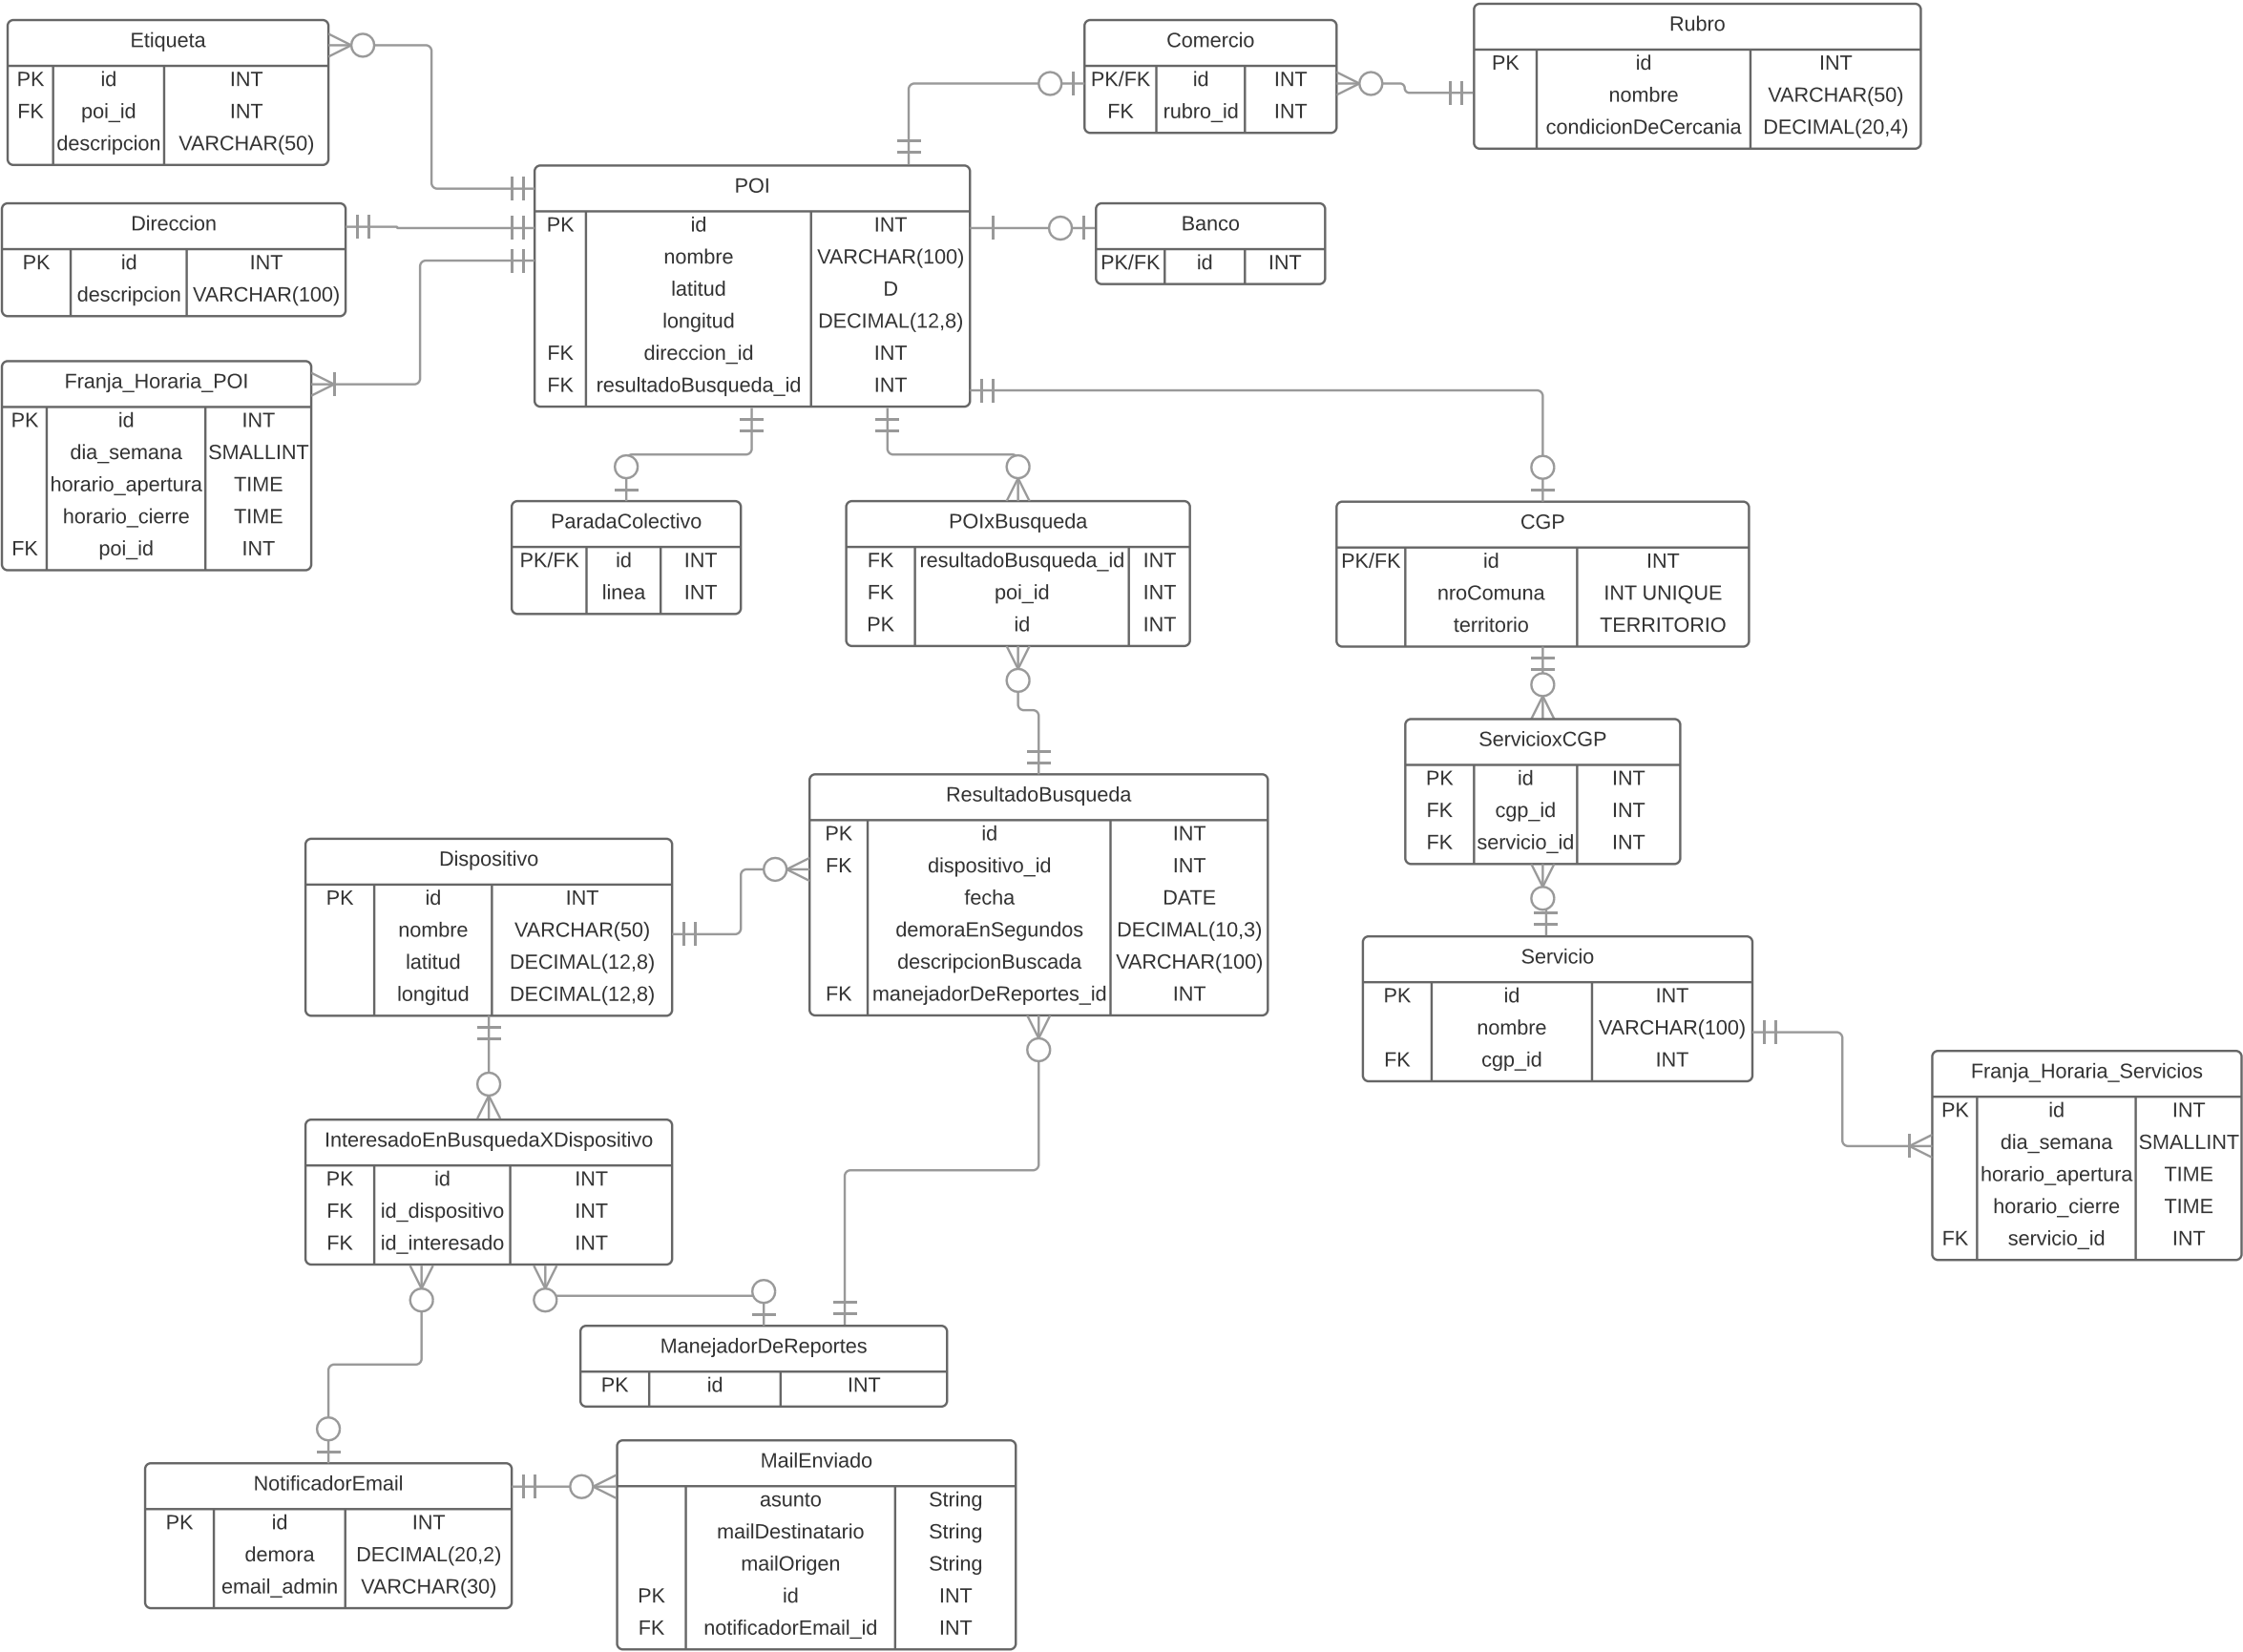 Etiqueta
PK id INT
FK poi_id INT
descripcion VARCHAR(50)
Comercio
PK/FK id INT
FK rubro_id INT
Rubro
PK id INT
nombre VARCHAR(50)
condicionDeCercania DECIMAL(20,4)
Direccion
PK id INT
descripcion VARCHAR(100)
POI
PK id INT
nombre VARCHAR(100)
latitud D
longitud DECIMAL(12,8)
FK direccion_id INT
FK resultadoBusqueda_id INT
Banco
PK/FK id INT
Franja_Horaria_POI
PK id INT
dia_semana SMALLINT
horario_apertura TIME
horario_cierre TIME
FK poi_id INT
ParadaColectivo
PK/FK id INT
linea INT
POIxBusqueda
FK resultadoBusqueda_id INT
FK poi_id INT
PK id INT
CGP
PK/FK id INT
nroComuna INT UNIQUE
territorio TERRITORIO
ServicioxCGP
PK id INT
FK cgp_id INT
FK servicio_id INT
ResultadoBusqueda
PK id INT
FK dispositivo_id INT
fecha DATE
demoraEnSegundos DECIMAL(10,3)
descripcionBuscada VARCHAR(100)
FK manejadorDeReportes_id INT
Dispositivo
PK id INT
nombre VARCHAR(50)
latitud DECIMAL(12,8)
longitud DECIMAL(12,8)
Servicio
PK id INT
nombre VARCHAR(100)
FK cgp_id INT
Franja_Horaria_Servicios
PK id INT
dia_semana SMALLINT
horario_apertura TIME
horario_cierre TIME
FK servicio_id INT
InteresadoEnBusquedaXDispositivo
PK id INT
FK id_dispositivo INT
FK id_interesado INT
ManejadorDeReportes
PK id INT
NotificadorEmail
PK id INT
demora DECIMAL(20,2)
email_admin VARCHAR(30)
MailEnviado
asunto String
mailDestinatario String
mailOrigen String
PK id INT
FK notificadorEmail_id INT